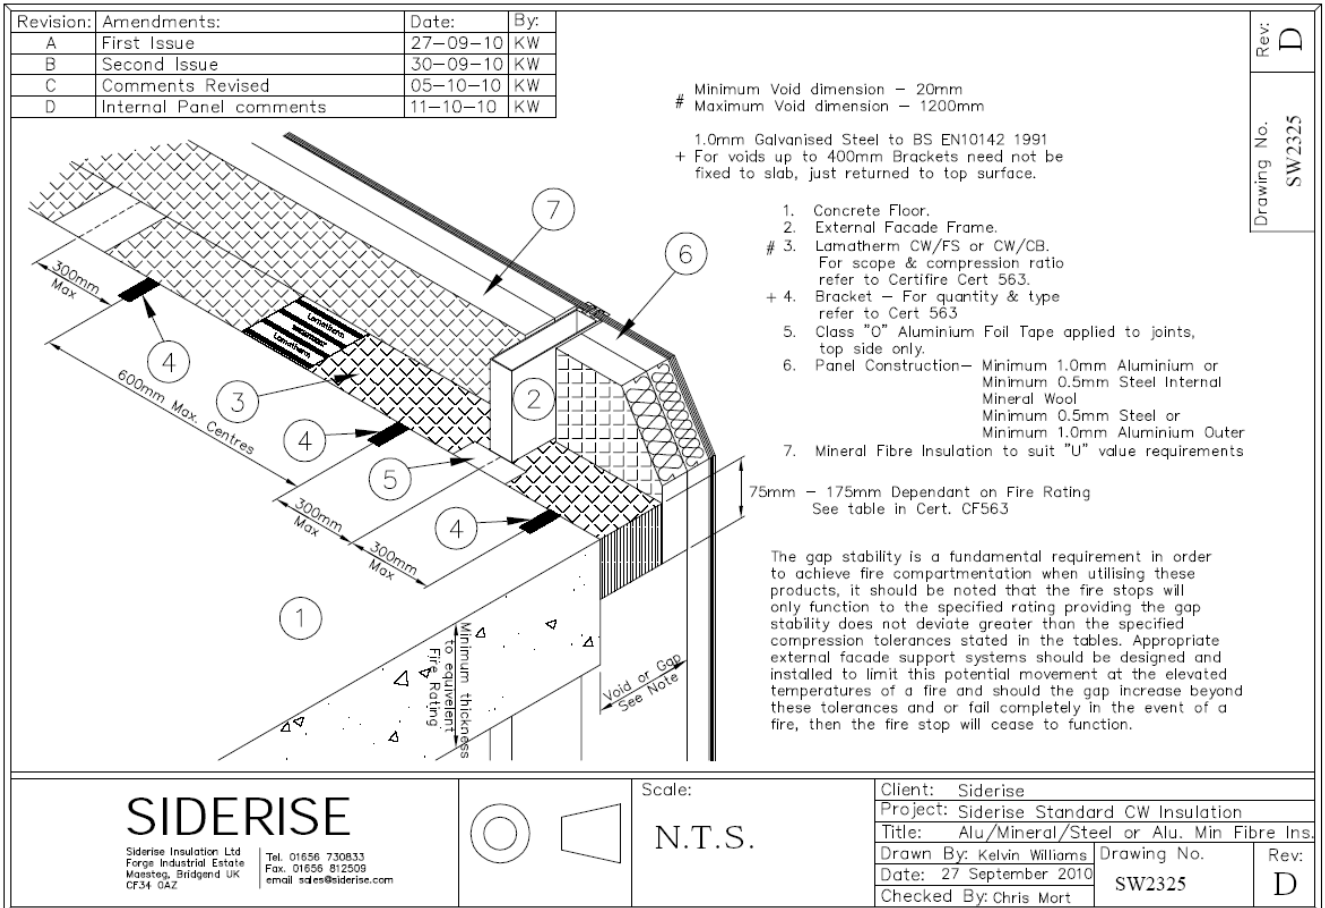 Revision: Amendments: Date: By:
A First Issue 27-09-10 KW
B Second Issue 30-09-10 KW
C Comments Revised 05-10-10 KW
D Internal Panel comments 11-10-10 KW
Rev: D
Drawing No. SW2325
Minimum Void dimension - 20mm
# Maximum Void dimension - 1200mm
1.0mm Galvanised Steel to BS EN10142 1991
+ For voids up to 400mm Brackets need not be
fixed to slab, just returned to top surface.
1. Concrete Floor.
2. External Facade Frame.
# 3. Lamatherm CW/FS or CW/CB.
For scope & compression ratio
refer to Certifire Cert 563.
+ 4. Bracket - For quantity & type
refer to Cert 563
5. Class "O" Aluminium Foil Tape applied to joints,
top side only.
6. Panel Construction- Minimum 1.0mm Aluminium or
Minimum 0.5mm Steel Internal
Mineral Wool
Minimum 0.5mm Steel or
Minimum 1.0mm Aluminium Outer
7. Mineral Fibre Insulation to suit "U" value requirements
75mm - 175mm Dependant on Fire Rating
See table in Cert. CF563
The gap stability is a fundamental requirement in order
to achieve fire compartmentation when utilising these
products, it should be noted that the fire stops will
only function to the specified rating providing the gap
stability does not deviate greater than the specified
compression tolerances stated in the tables. Appropriate
external facade support systems should be designed and
installed to limit this potential movement at the elevated
temperatures of a fire and should the gap increase beyond
these tolerances and or fail completely in the event of a
fire, then the fire stop will cease to function.
7
6
300mm
Max
4
Lamatherm
Lamatherm
3
2
600mm Max. Centres
4
5
300mm
Max
4
300mm
Max
1
Minimum thickness
to equivelent
Fire Rating
Void or Gap
See Note
SIDERISE
Siderise Insulation Ltd
Forge Industrial Estate
Maesteg, Bridgend UK
CF34 0AZ
Tel. 01656 730833
Fax. 01656 812509
email sales@siderise.com
Scale:
N.T.S.
Client: Siderise
Project: Siderise Standard CW Insulation
Title: Alu/Mineral/Steel or Alu. Min Fibre Ins.
Drawn By: Kelvin Williams
Date: 27 September 2010
Checked By: Chris Mort
Drawing No.
SW2325
Rev:
D